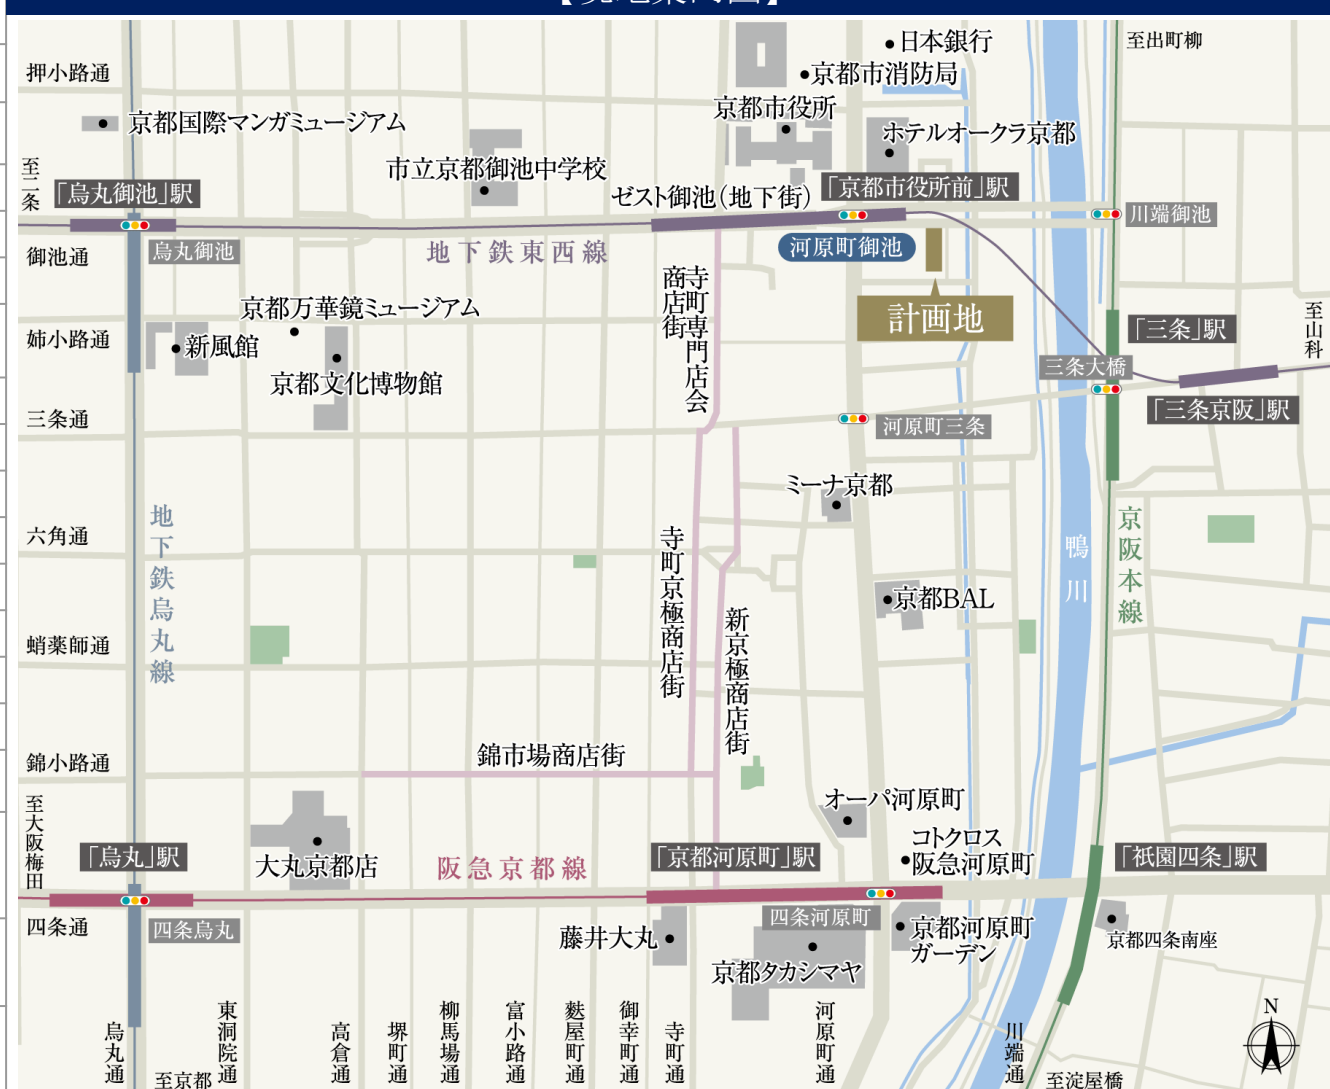 至出町柳
日本銀行
京都市消防局
押小路通
京都市役所
京都国際マンガミュージアム
ホテルオークラ京都
市立京都御池中学校
至二条
「烏丸御池」駅
ゼスト御池（地下街）
「京都市役所前」駅
川端御池
烏丸御池
地下鉄東西線
河原町御池
御池通
寺町専門店会
商店街
計画地
京都万華鏡ミュージアム
姉小路通
新風館
「三条」駅
至山科
三条大橋
京都文化博物館
「三条京阪」駅
三条通
河原町三条
ミーナ京都
地下鉄烏丸線
六角通
寺町京極商店街
鴨川
京阪本線
京都BAL
新京極商店街
蛸薬師通
錦市場商店街
錦小路通
至大阪梅田
オーパ河原町
コトクロス
阪急河原町
「烏丸」駅
大丸京都店
阪急京都線
「京都河原町」駅
「祇園四条」駅
四条通
四条烏丸
四条河原町
藤井大丸
京都河原町
ガーデン
京都四条南座
京都タカシマヤ
烏丸通
至京都
東洞院通
高倉通
堺町通
柳馬場通
富小路通
麩屋町通
御幸町通
寺町通
河原町通
川端通
至淀屋橋
N